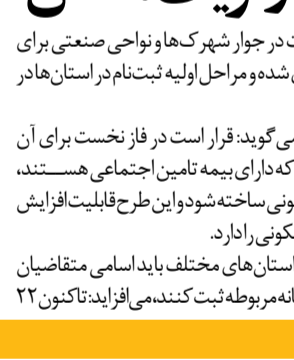 ت در جوار شهرک‌ها و نواحی صنعتی برای
شده و مراحل اولیه ثبت‌نام در استان‌ها در
می گوید: قرار است در فاز نخست برای آن
که دارای بیمه تامین اجتماعی هستند،
ونی ساخته شود و این طرح قابلیت افزایش
کونی را دارد.
استان‌های مختلف باید اسامی متقاضیان
انه مربوطه ثبت کنند، می‌افزاید: تاکنون ۲۲